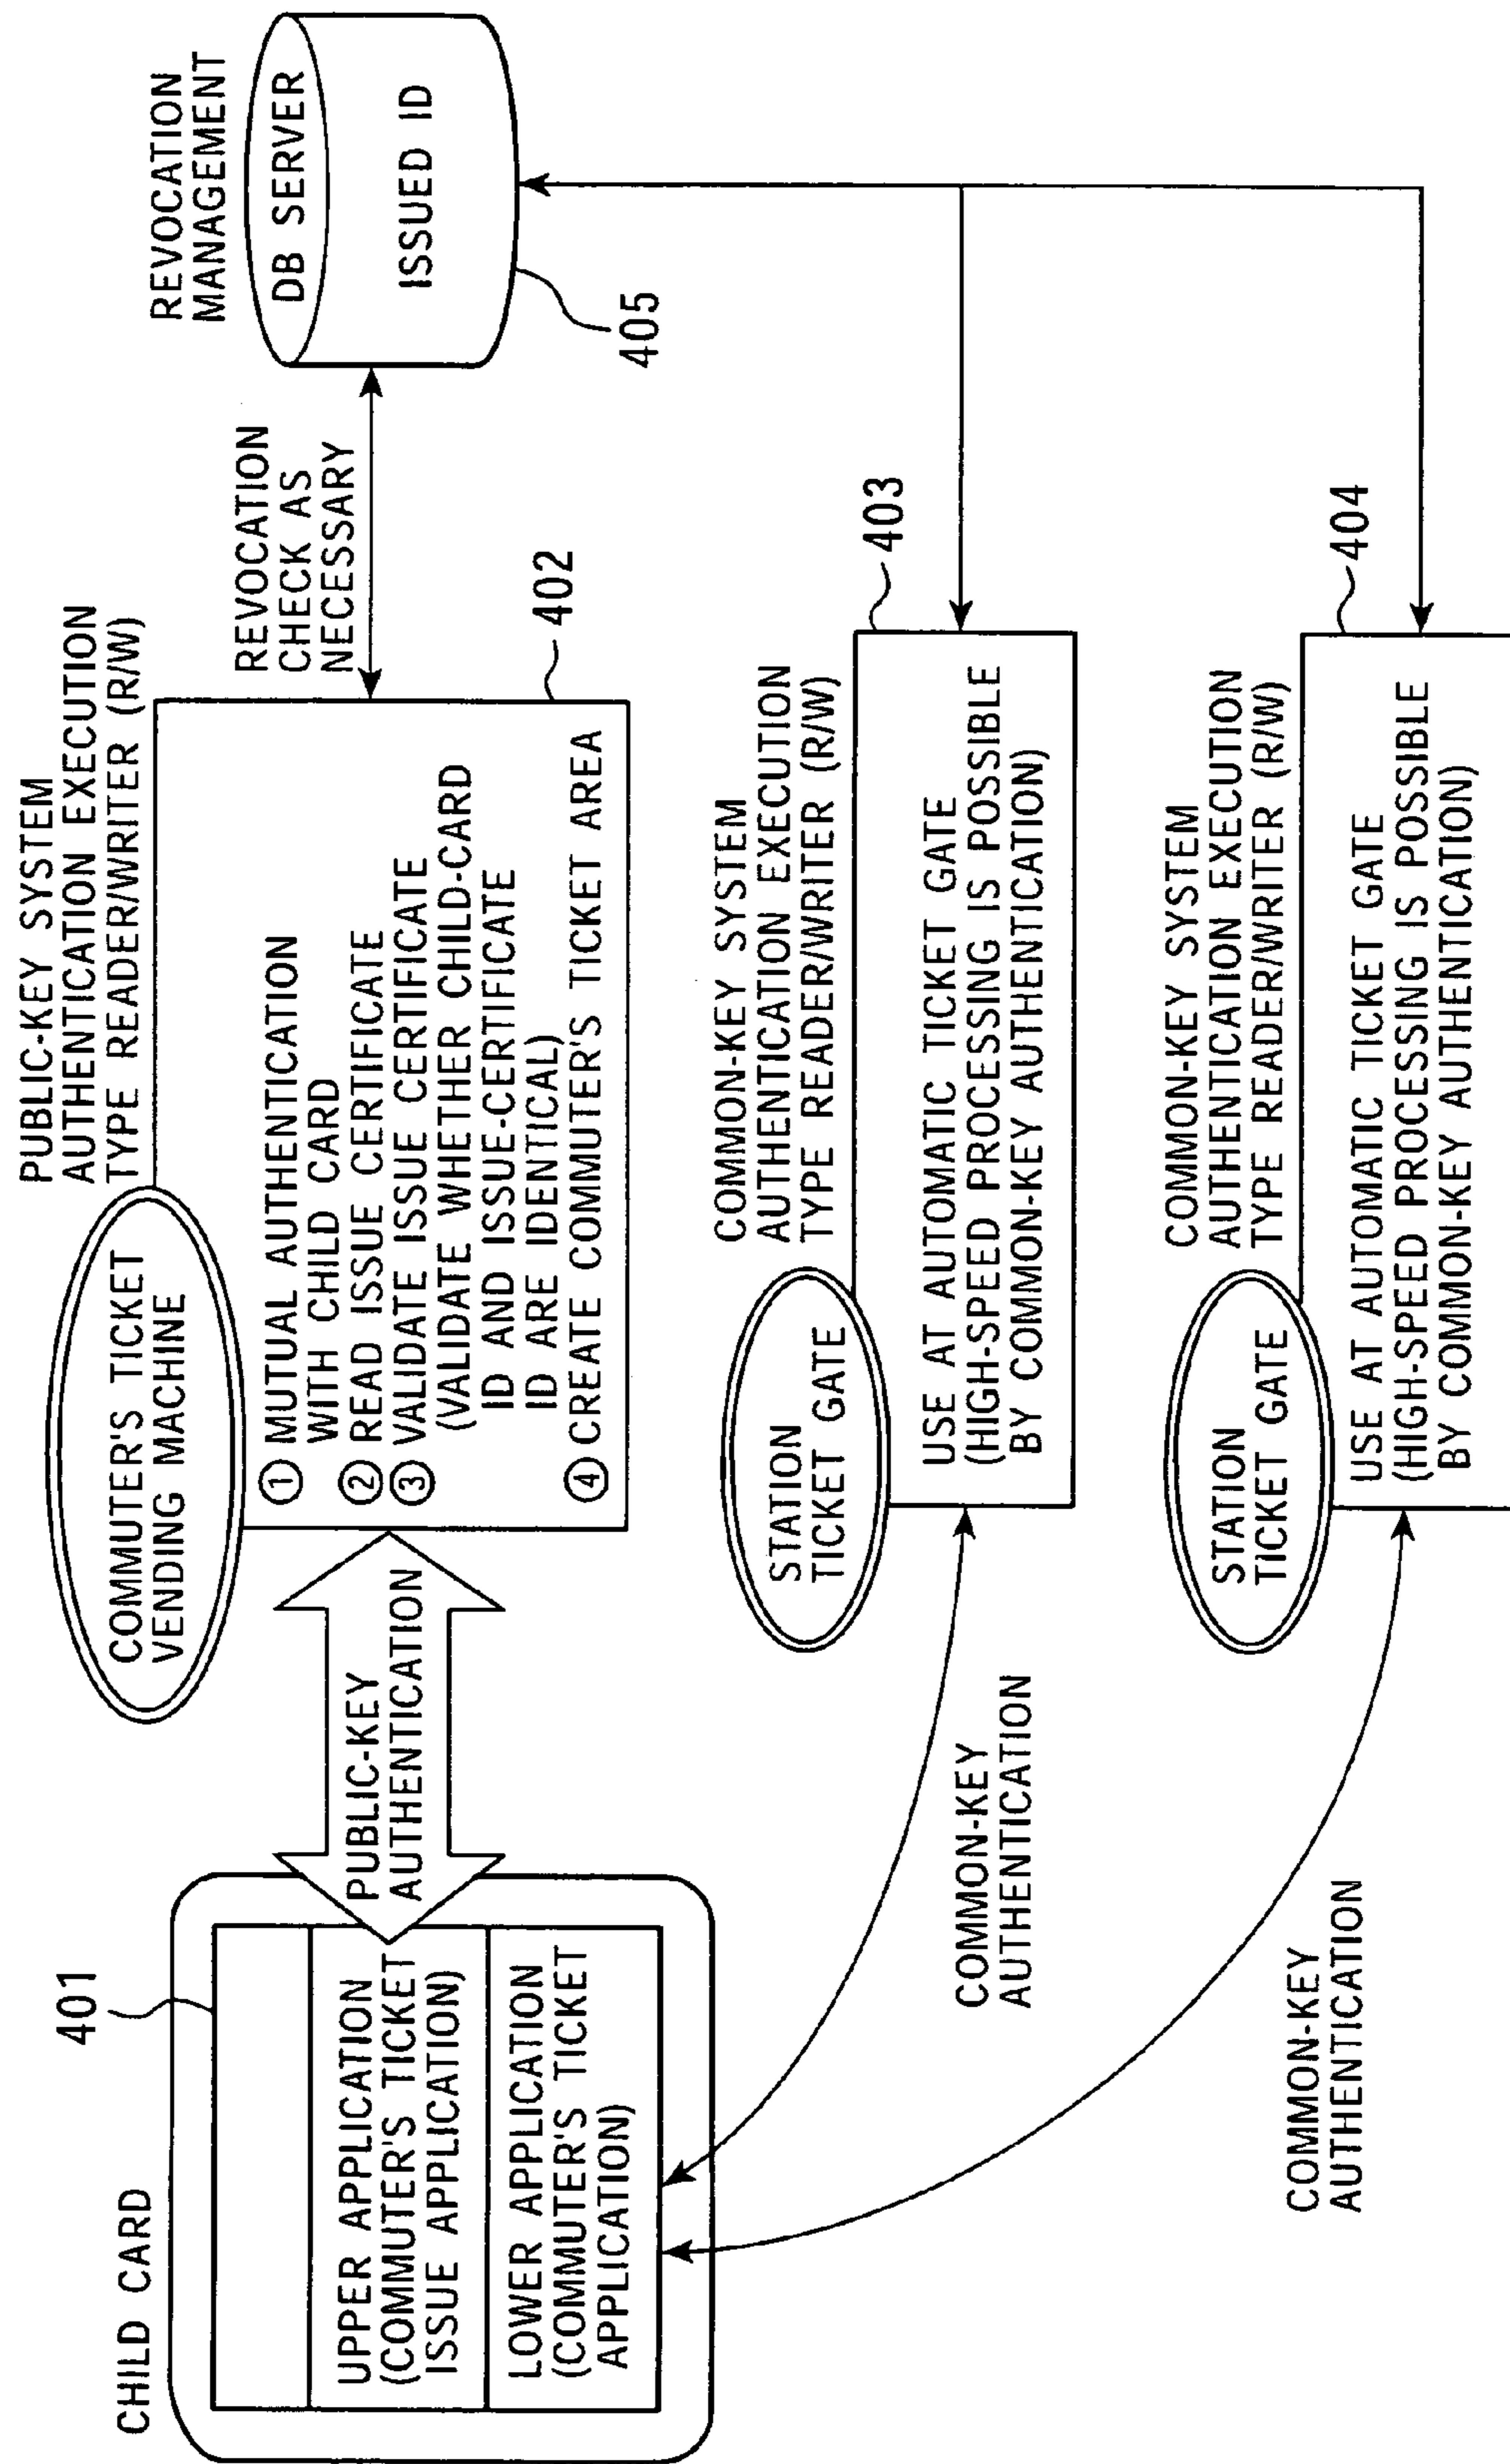 CHILD CARD
401
UPPER APPLICATION
(COMMUTER'S TICKET
ISSUE APPLICATION)
LOWER APPLICATION
(COMMUTER'S TICKET
APPLICATION)
PUBLIC-KEY
AUTHENTICATION
COMMUTER'S TICKET
VENDING MACHINE
PUBLIC-KEY SYSTEM
AUTHENTICATION EXECUTION
TYPE READER/WRITER (R/W)
① MUTUAL AUTHENTICATION
WITH CHILD CARD
② READ ISSUE CERTIFICATE
③ VALIDATE ISSUE CERTIFICATE
(VALIDATE WHETHER CHILD-CARD
ID AND ISSUE-CERTIFICATE
ID ARE IDENTICAL)
④ CREATE COMMUTER'S TICKET AREA
402
REVOCATION
CHECK AS
NECESSARY
REVOCATION
MANAGEMENT
DB SERVER
ISSUED ID
405
COMMON-KEY
AUTHENTICATION
STATION
TICKET GATE
COMMON-KEY SYSTEM
AUTHENTICATION EXECUTION
TYPE READER/WRITER (R/W)
403
USE AT AUTOMATIC TICKET GATE
(HIGH-SPEED PROCESSING IS POSSIBLE
BY COMMON-KEY AUTHENTICATION)
COMMON-KEY
AUTHENTICATION
STATION
TICKET GATE
COMMON-KEY SYSTEM
AUTHENTICATION EXECUTION
TYPE READER/WRITER (R/W)
404
USE AT AUTOMATIC TICKET GATE
(HIGH-SPEED PROCESSING IS POSSIBLE
BY COMMON-KEY AUTHENTICATION)